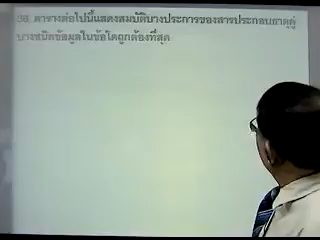 38. ตารางต่อไปนี้แสดงสมบัติบางประการของสารประกอบธาตุคู่
บางชนิดข้อมูลในข้อใดถูกต้องที่สุด